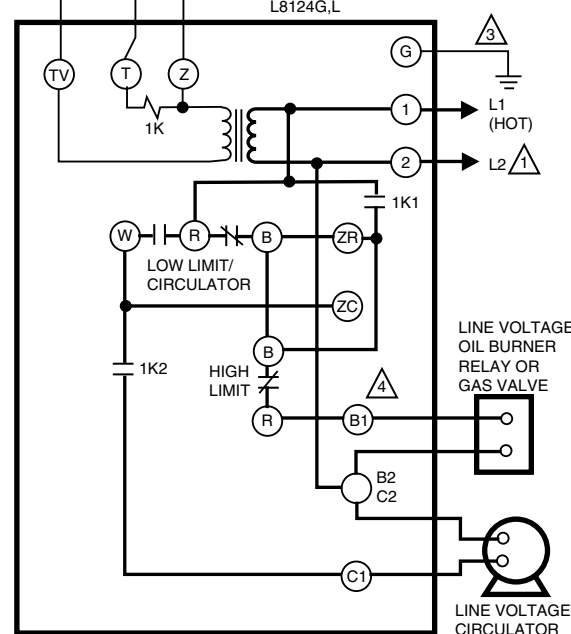 L8124G,L
3
G
TV
T
Z
1K
1
L1
(HOT)
2
L2
1
1K1
W
R
B
ZR
LOW LIMIT/
CIRCULATOR
ZC
LINE VOLTAGE
OIL BURNER
RELAY OR
GAS VALVE
B
1K2
HIGH
LIMIT
4
R
B1
B2
C2
C1
LINE VOLTAGE
CIRCULATOR